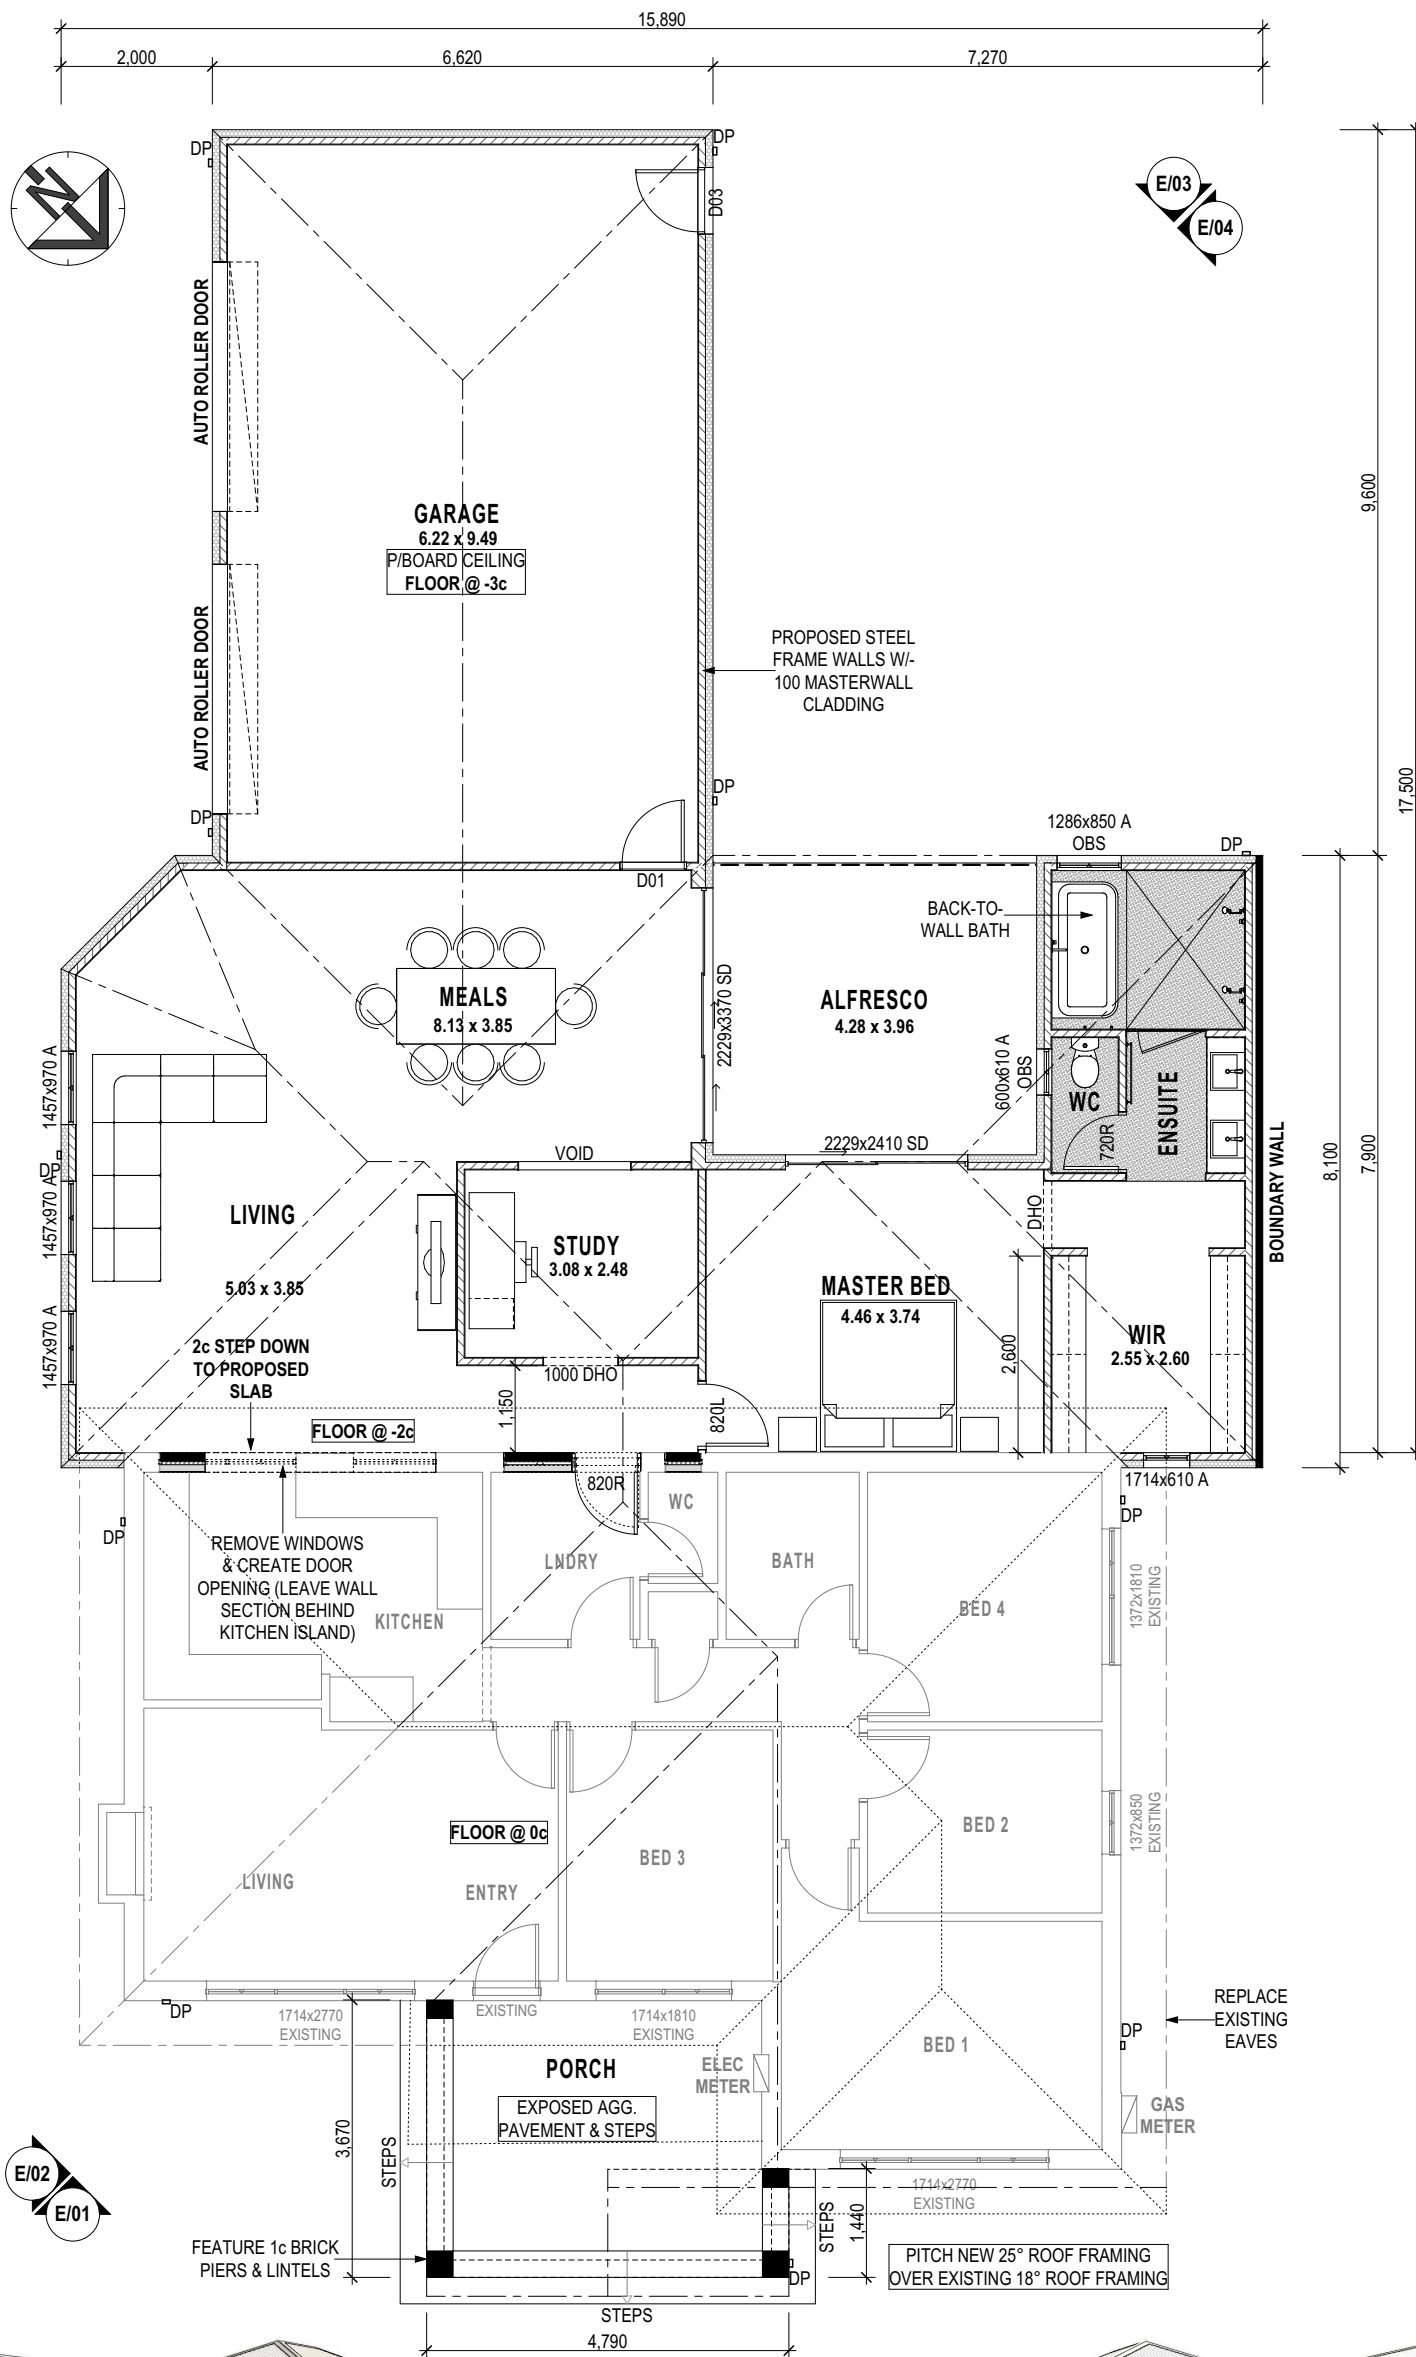 15,890
2,000
6,620
7,270
N
DP
DP
D03
E/03
E/04
AUTO ROLLER DOOR
GARAGE
6.22 x 9.49
P/BOARD CEILING
FLOOR @ -3c
9,600
17,500
AUTO ROLLER DOOR
PROPOSED STEEL
FRAME WALLS W/-
100 MASTERWALL
CLADDING
DP
DP
1286x850 A
OBS
DP
D01
BACK-TO-
WALL BATH
MEALS
8.13 x 3.85
2229x3370 SD
ALFRESCO
4.28 x 3.96
600x610 A
OBS
WC
720R
ENSUITE
1457x970 A
DP
1457x970 A
1457x970 A
VOID
2229x2410 SD
BOUNDARY WALL
8,100
7,900
LIVING
5.03 x 3.85
STUDY
3.08 x 2.48
DHO
MASTER BED
4.46 x 3.74
WIR
2.55 x 2.60
2,600
2c STEP DOWN
TO PROPOSED
SLAB
1000 DHO
1,150
820L
FLOOR @ -2c
820R
WC
1714x610 A
DP
DP
REMOVE WINDOWS
& CREATE DOOR
OPENING (LEAVE WALL
SECTION BEHIND
KITCHEN ISLAND)
KITCHEN
LNDRY
BATH
BED 4
1372x1810
EXISTING
FLOOR @ 0c
BED 3
BED 2
1372x850
EXISTING
LIVING
ENTRY
DP
1714x2770
EXISTING
EXISTING
1714x1810
EXISTING
REPLACE
EXISTING
EAVES
DP
BED 1
PORCH
ELEC
METER
EXPOSED AGG.
PAVEMENT & STEPS
GAS
METER
3,670
STEPS
E/02
E/01
1714x2770
EXISTING
STEPS
1,440
FEATURE 1c BRICK
PIERS & LINTELS
DP
PITCH NEW 25° ROOF FRAMING
OVER EXISTING 18° ROOF FRAMING
STEPS
4,790